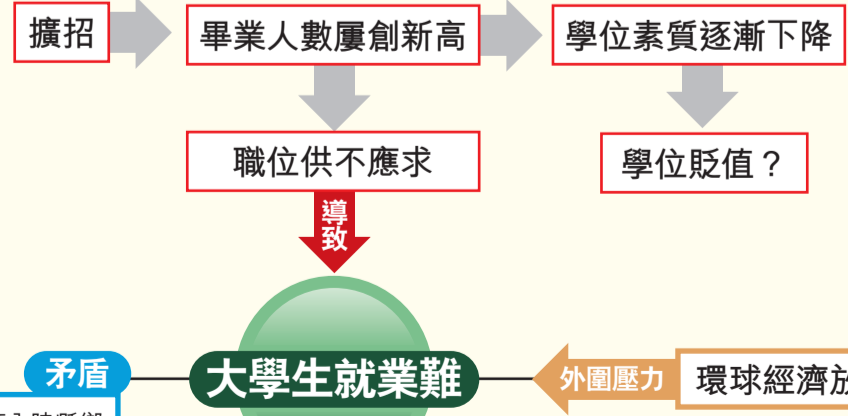 擴招
畢業人數屢創新高
學位素質逐漸下降
職位供不應求
學位貶值？
導致
矛盾
大學生就業難
外圍壓力
環球經濟放